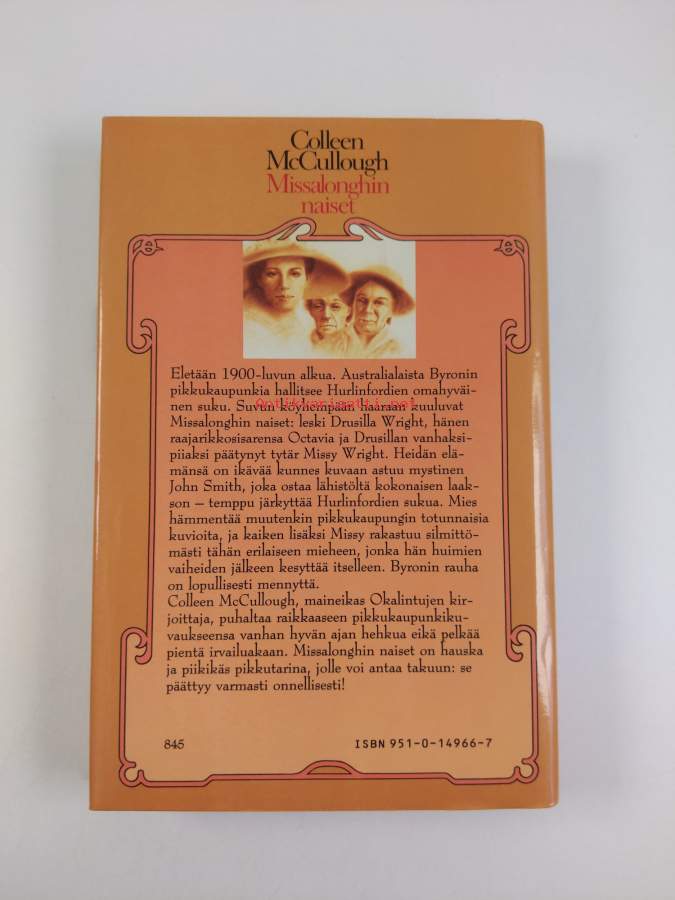 Colleen
McCullough
Missalonghin
naiset
Eletään 1900-luvun alkua. Australialaista Byronin
pikkukaupunkia hallitsee Hurlinfordien omahyväi-
nen suku. Suvun köyhempään haaraan kuuluvat
Antikvariaatti.net
Missalonghin naiset: leski Drusilla Wright, hänen
raajarikkosisarensa Octavia ja Drusillan vanhaksi-
piiaksi päätynyt tytär Missy Wright. Heidän elä-
mänsä on ikävää kunnes kuvaan astuu mystinen
John Smith, joka ostaa lähistöltä kokonaisen laak-
son – temppu järkyttää Hurlinfordien sukua. Mies
hämmentää muutenkin pikkukaupungin totunnaisia
kuvioita, ja kaiken lisäksi Missy rakastuu silmittö-
mästi tähän erilaiseen mieheen, jonka hän huimien
vaiheiden jälkeen kesyttää itselleen. Byronin rauha
on lopullisesti mennyttä.
Colleen McCullough, maineikas Okalintujen kir-
joittaja, puhaltaa raikkaaseen pikkukaupunkiku-
vaukseensa vanhan hyvän ajan hehkua eikä pelkää
pientä irvailuakaan. Missalonghin naiset on hauska
ja piikikäs pikkutarina, jolle voi antaa takuun: se
päättyy varmasti onnellisesti!
845
ISBN 951-0-14966-7